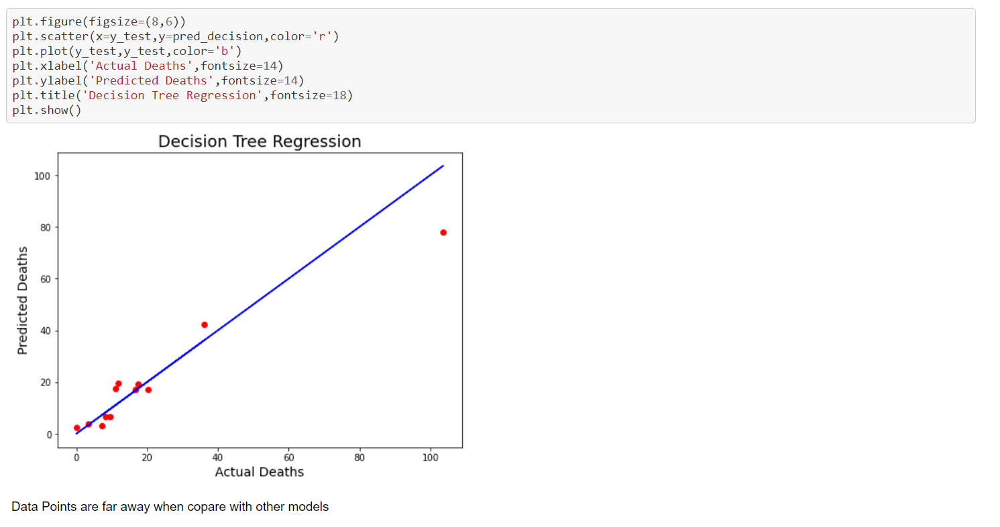 plt.figure(figsize=(8,6))
plt.scatter(x=y_test,y=pred_decision,color='r')
plt.plot(y_test,y_test,color='b')
plt.xlabel('Actual Deaths',fontsize=14)
plt.ylabel('Predicted Deaths',fontsize=14)
plt.title('Decision Tree Regression',fontsize=18)
plt.show()
Decision Tree Regression
Predicted Deaths
100
80
60
40
20
0
0 20 40 60 80 100
Actual Deaths
Data Points are far away when copare with other models